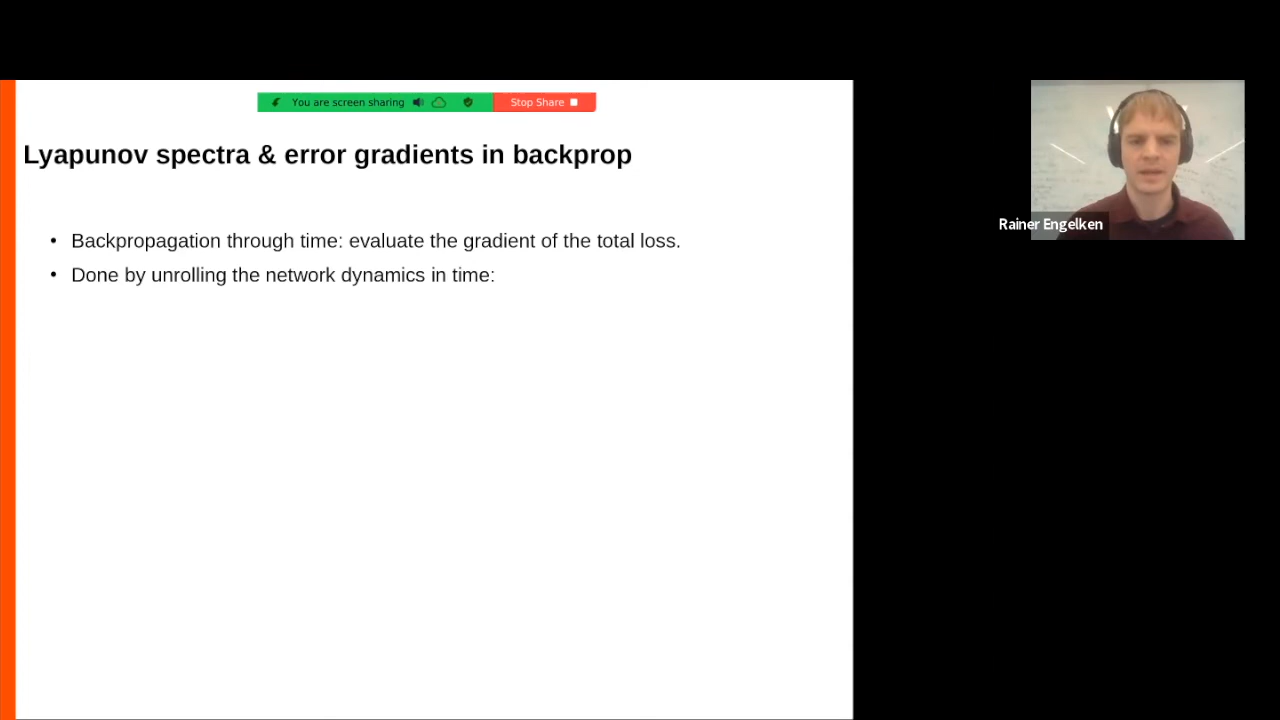 You are screen sharing
Stop Share
Lyapunov spectra & error gradients in backprop
• Backpropagation through time: evaluate the gradient of the total loss.
• Done by unrolling the network dynamics in time:
Rainer Engelken